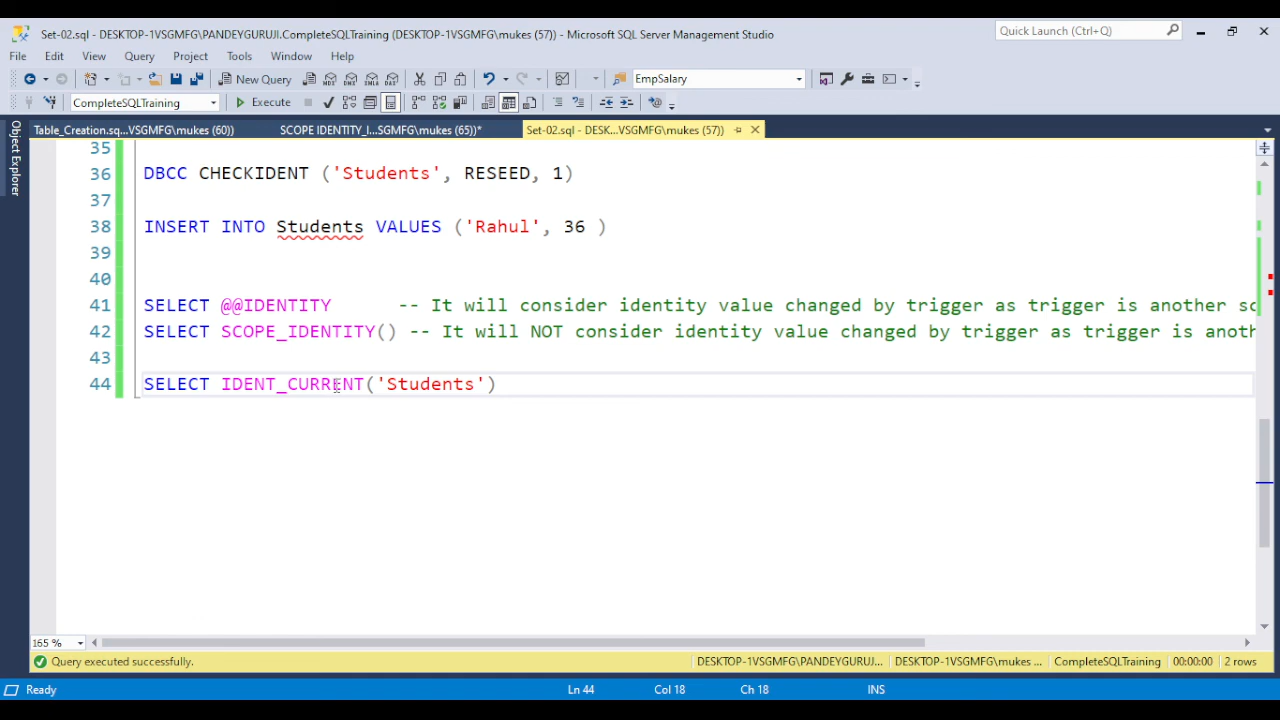 Set-02.sql - DESKTOP-1VSGMFG\PANDEYGURUJI.CompleteSQLTraining (DESKTOP-1VSGMFG\mukes (57)) - Microsoft SQL Server Management Studio
Quick Launch (Ctrl+Q)
File Edit View Query Project Tools Window Help
New Query EmpSalary
CompleteSQLTraining Execute
Table_Creation.sq...VSGMFG\mukes (60)) SCOPE IDENTITY_I...SGMFG\mukes (65))* Set-02.sql - DESK...VSGMFG\mukes (57))
Object Explorer
35
36 DBCC CHECKIDENT ('Students', RESEED, 1)
37
38 INSERT INTO Students VALUES ('Rahul', 36 )
39
40
41 SELECT @@IDENTITY -- It will consider identity value changed by trigger as trigger is another sc
42 SELECT SCOPE_IDENTITY() -- It will NOT consider identity value changed by trigger as trigger is anoth
43
44 SELECT IDENT_CURRENT('Students')
165 %
Query executed successfully. DESKTOP-1VSGMFG\PANDEYGURUJ... DESKTOP-1VSGMFG\mukes ... CompleteSQLTraining 00:00:00 2 rows
Ready Ln 44 Col 18 Ch 18 INS